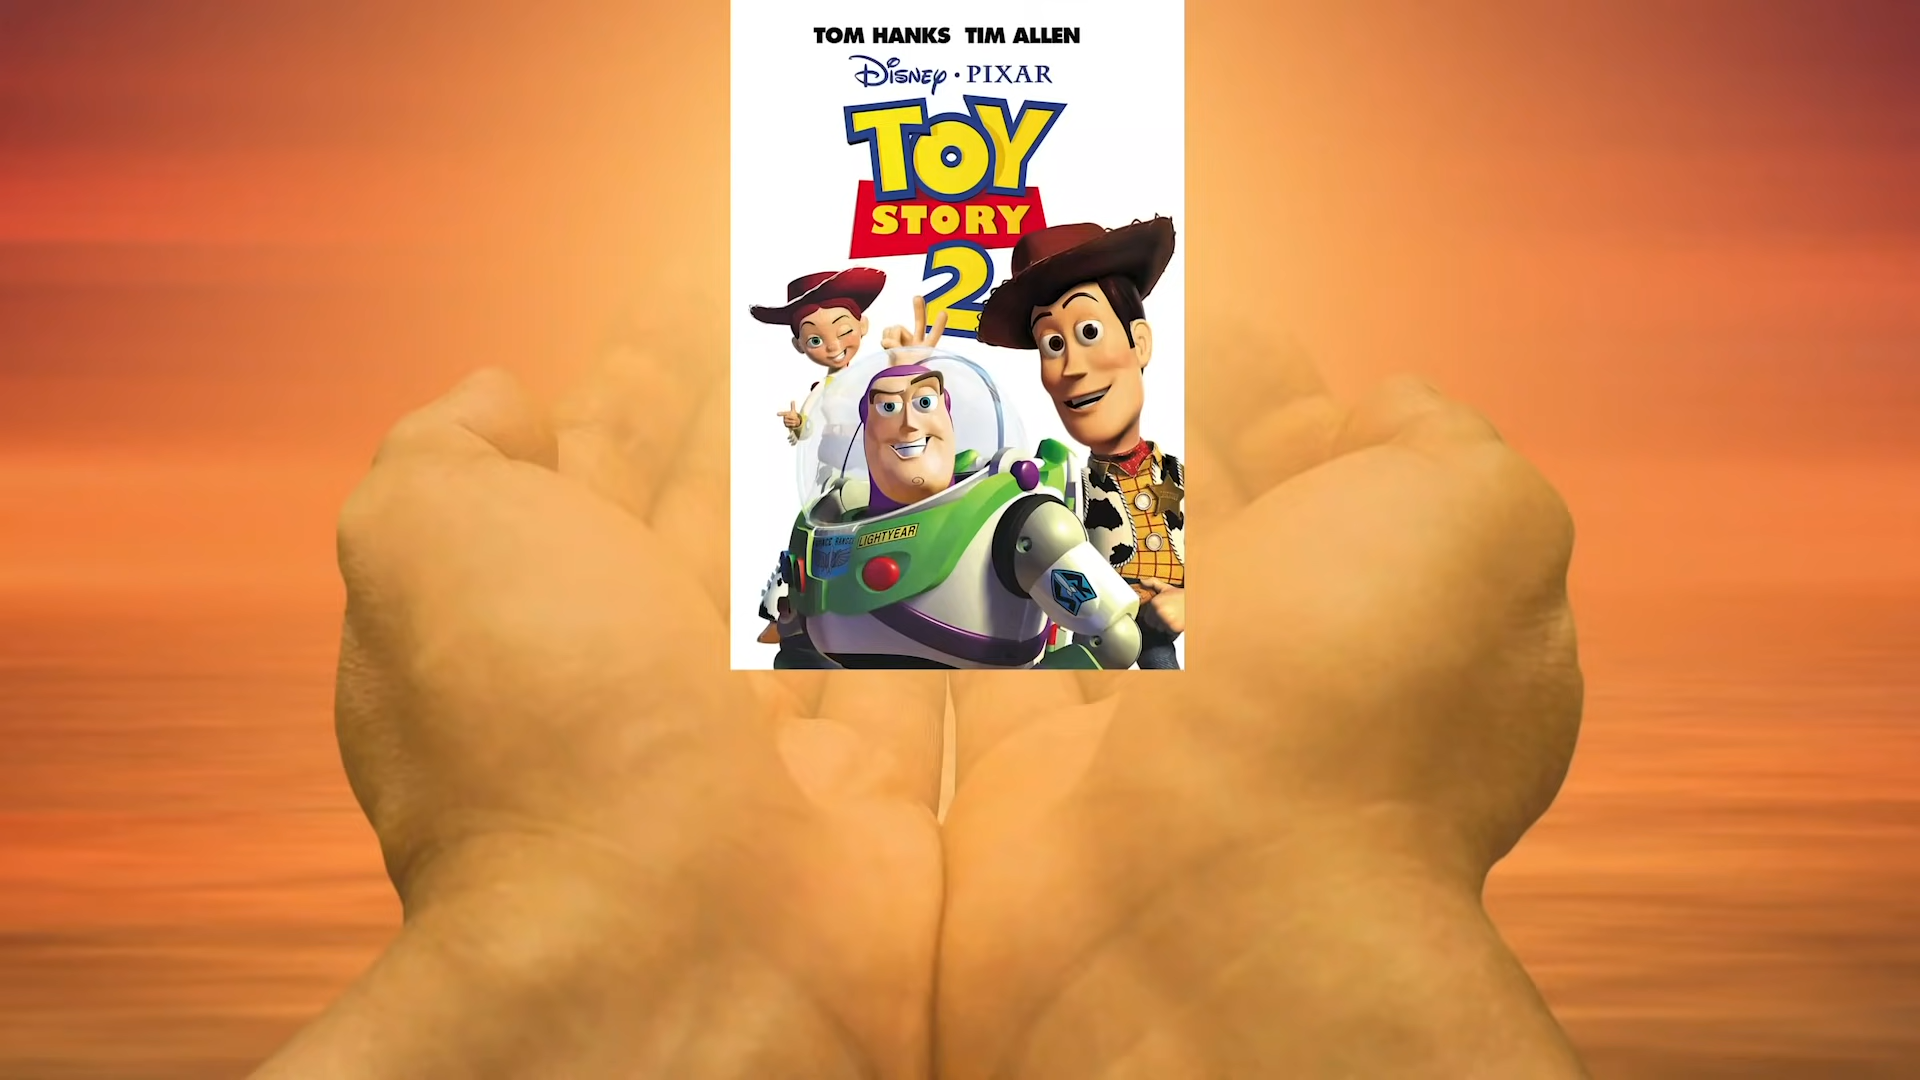 TOM HANKS TIM ALLEN
Disney · PIXAR
TOY
STORY
2
LIGHTYEAR